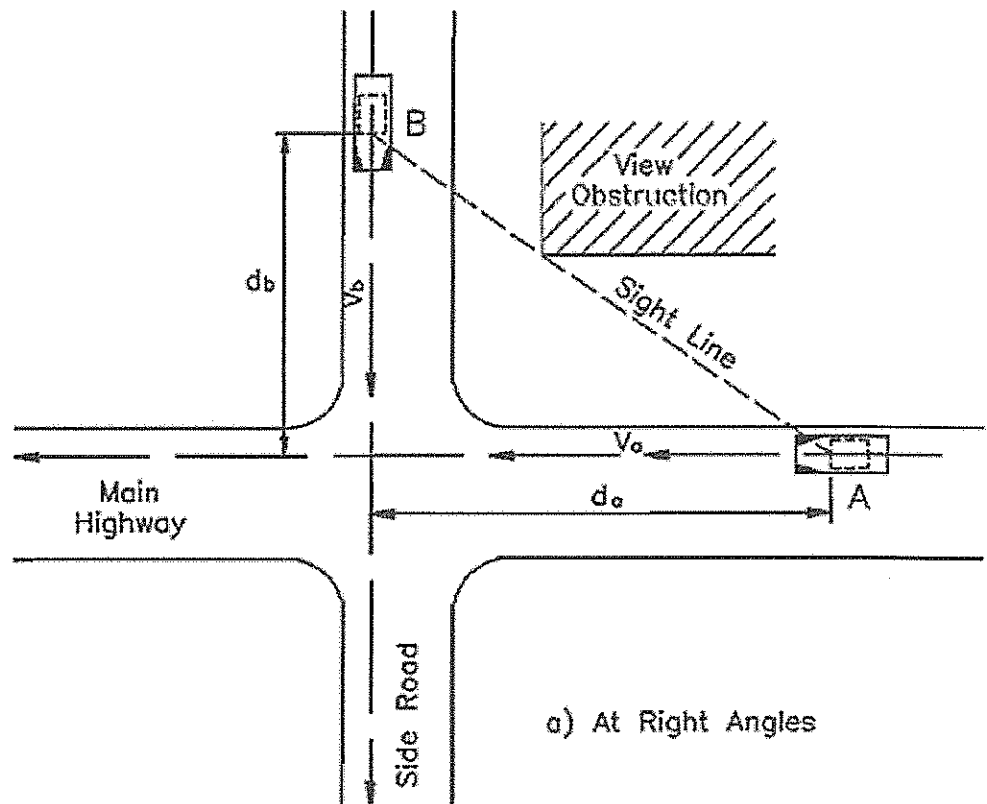 B
View
Obstruction
db
Vb
Sight Line
Va
Main
Highway
da
A
Side Road
a) At Right Angles